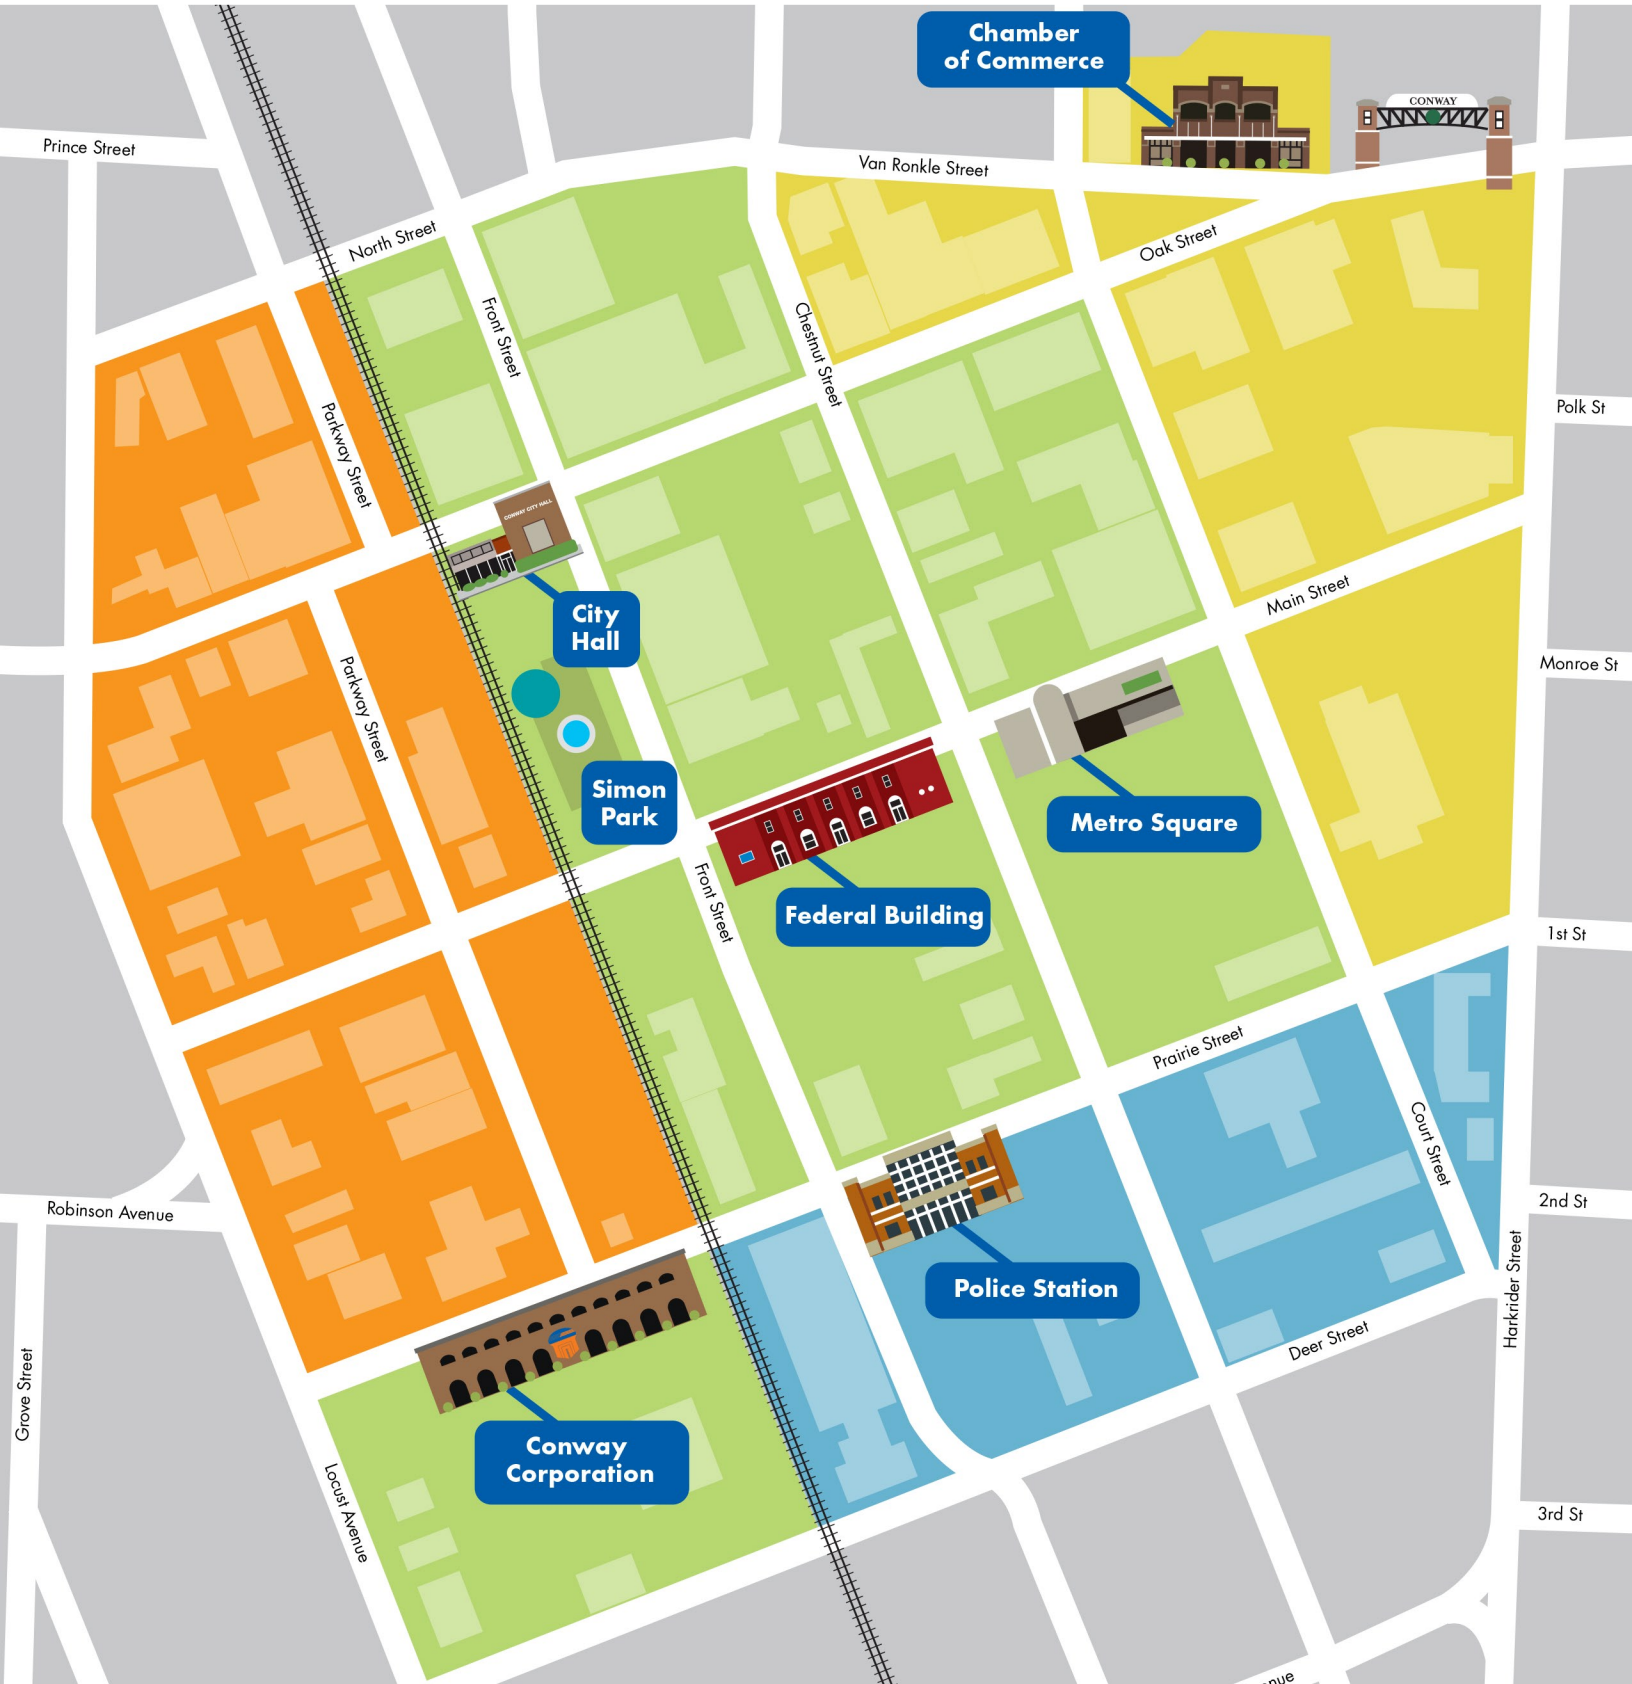 Chamber
of Commerce
CONWAY
Prince Street
Van Ronkle Street
North Street
Oak Street
Front Street
Chestnut Street
Parkway Street
Polk St
CONWAY CITY HALL
Main Street
City
Hall
Parkway Street
Monroe St
Simon
Park
Metro Square
Front Street
Federal Building
1st St
Prairie Street
Court Street
Robinson Avenue
2nd St
Police Station
Harkrider Street
Deer Street
Grove Street
Conway
Corporation
Locust Avenue
3rd St
nue